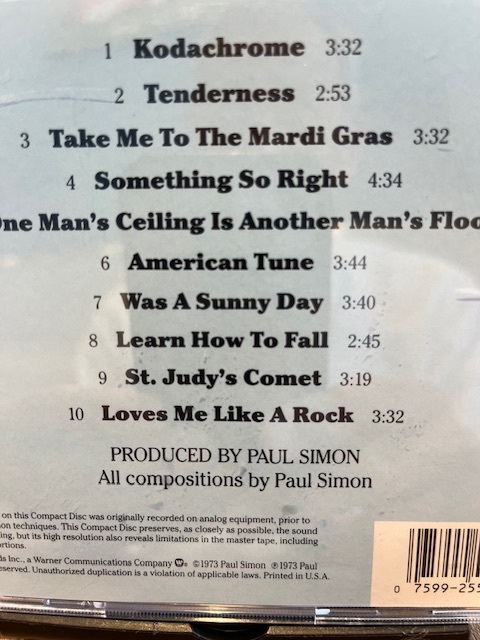 1 Kodachrome 3:32
2 Tenderness 2:53
3 Take Me To The Mardi Gras 3:32
4 Something So Right 4:34
ne Man's Ceiling Is Another Man's Floo
6 American Tune 3:44
7 Was A Sunny Day 3:40
8 Learn How To Fall 2:45
9 St. Judy's Comet 3:19
10 Loves Me Like A Rock 3:32
PRODUCED BY PAUL SIMON
All compositions by Paul Simon
on this Compact Disc was originally recorded on analog equipment, prior to
on techniques. This Compact Disc preserves, as closely as possible, the sound
ing, but its high resolution also reveals limitations in the master tape, including
rtions.
ds Inc., a Warner Communications Company ©1973 Paul Simon ℗1973 Paul
eserved. Unauthorized duplication is a violation of applicable laws. Printed in U.S.A.
0 7599-255